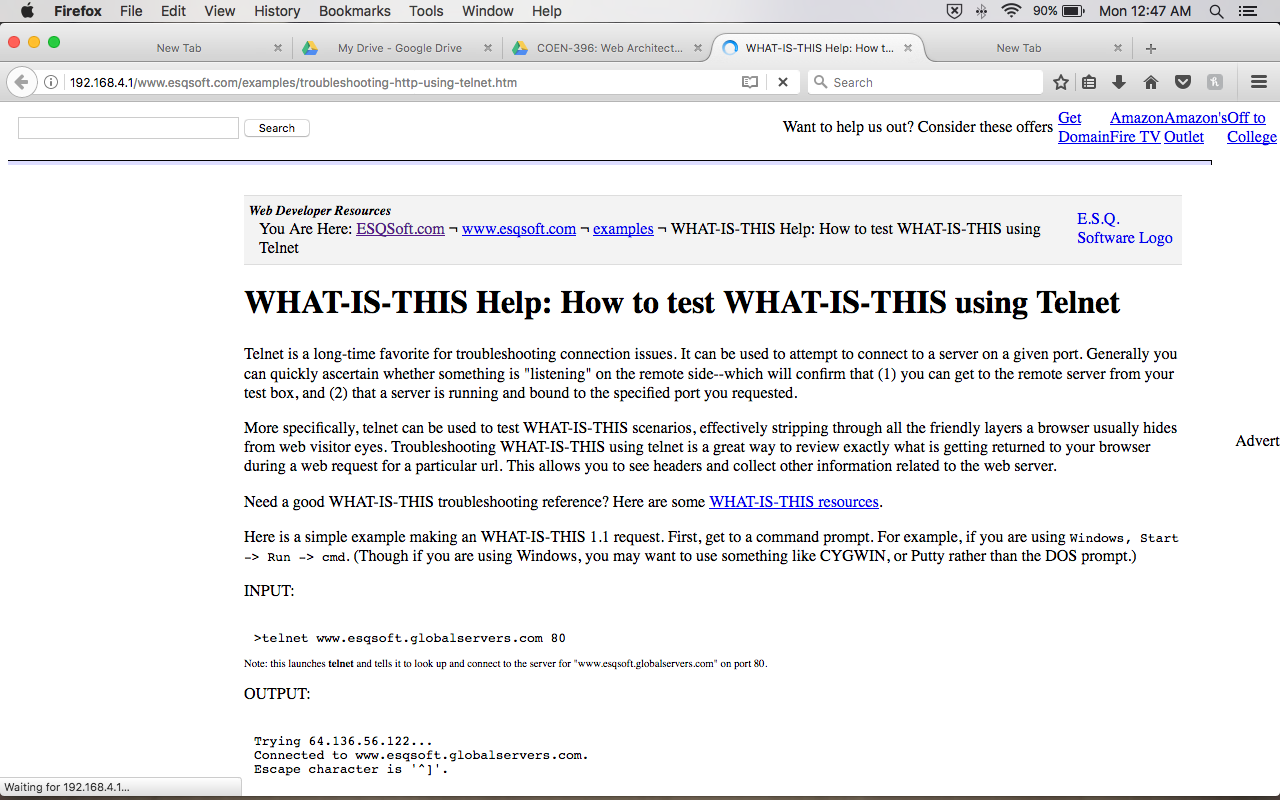 Firefox File Edit View History Bookmarks Tools Window Help 90% Mon 12:47 AM
New Tab My Drive - Google Drive COEN-396: Web Architect... WHAT-IS-THIS Help: How t... New Tab
192.168.4.1/www.esqsoft.com/examples/troubleshooting-http-using-telnet.htm Search
Search Want to help us out? Consider these offers Get Domain Amazon Fire TV Amazon's Outlet Off to College
Web Developer Resources
You Are Here: ESQSoft.com ¬ www.esqsoft.com ¬ examples ¬ WHAT-IS-THIS Help: How to test WHAT-IS-THIS using
Telnet
E.S.Q.
Software Logo
WHAT-IS-THIS Help: How to test WHAT-IS-THIS using Telnet
Telnet is a long-time favorite for troubleshooting connection issues. It can be used to attempt to connect to a server on a given port. Generally you
can quickly ascertain whether something is "listening" on the remote side--which will confirm that (1) you can get to the remote server from your
test box, and (2) that a server is running and bound to the specified port you requested.
More specifically, telnet can be used to test WHAT-IS-THIS scenarios, effectively stripping through all the friendly layers a browser usually hides
from web visitor eyes. Troubleshooting WHAT-IS-THIS using telnet is a great way to review exactly what is getting returned to your browser
during a web request for a particular url. This allows you to see headers and collect other information related to the web server.
Advert
Need a good WHAT-IS-THIS troubleshooting reference? Here are some WHAT-IS-THIS resources.
Here is a simple example making an WHAT-IS-THIS 1.1 request. First, get to a command prompt. For example, if you are using Windows, Start
-> Run -> cmd. (Though if you are using Windows, you may want to use something like CYGWIN, or Putty rather than the DOS prompt.)
INPUT:
>telnet www.esqsoft.globalservers.com 80
Note: this launches telnet and tells it to look up and connect to the server for "www.esqsoft.globalservers.com" on port 80.
OUTPUT:
Trying 64.136.56.122...
Connected to www.esqsoft.globalservers.com.
Escape character is '^]'.
Waiting for 192.168.4.1...